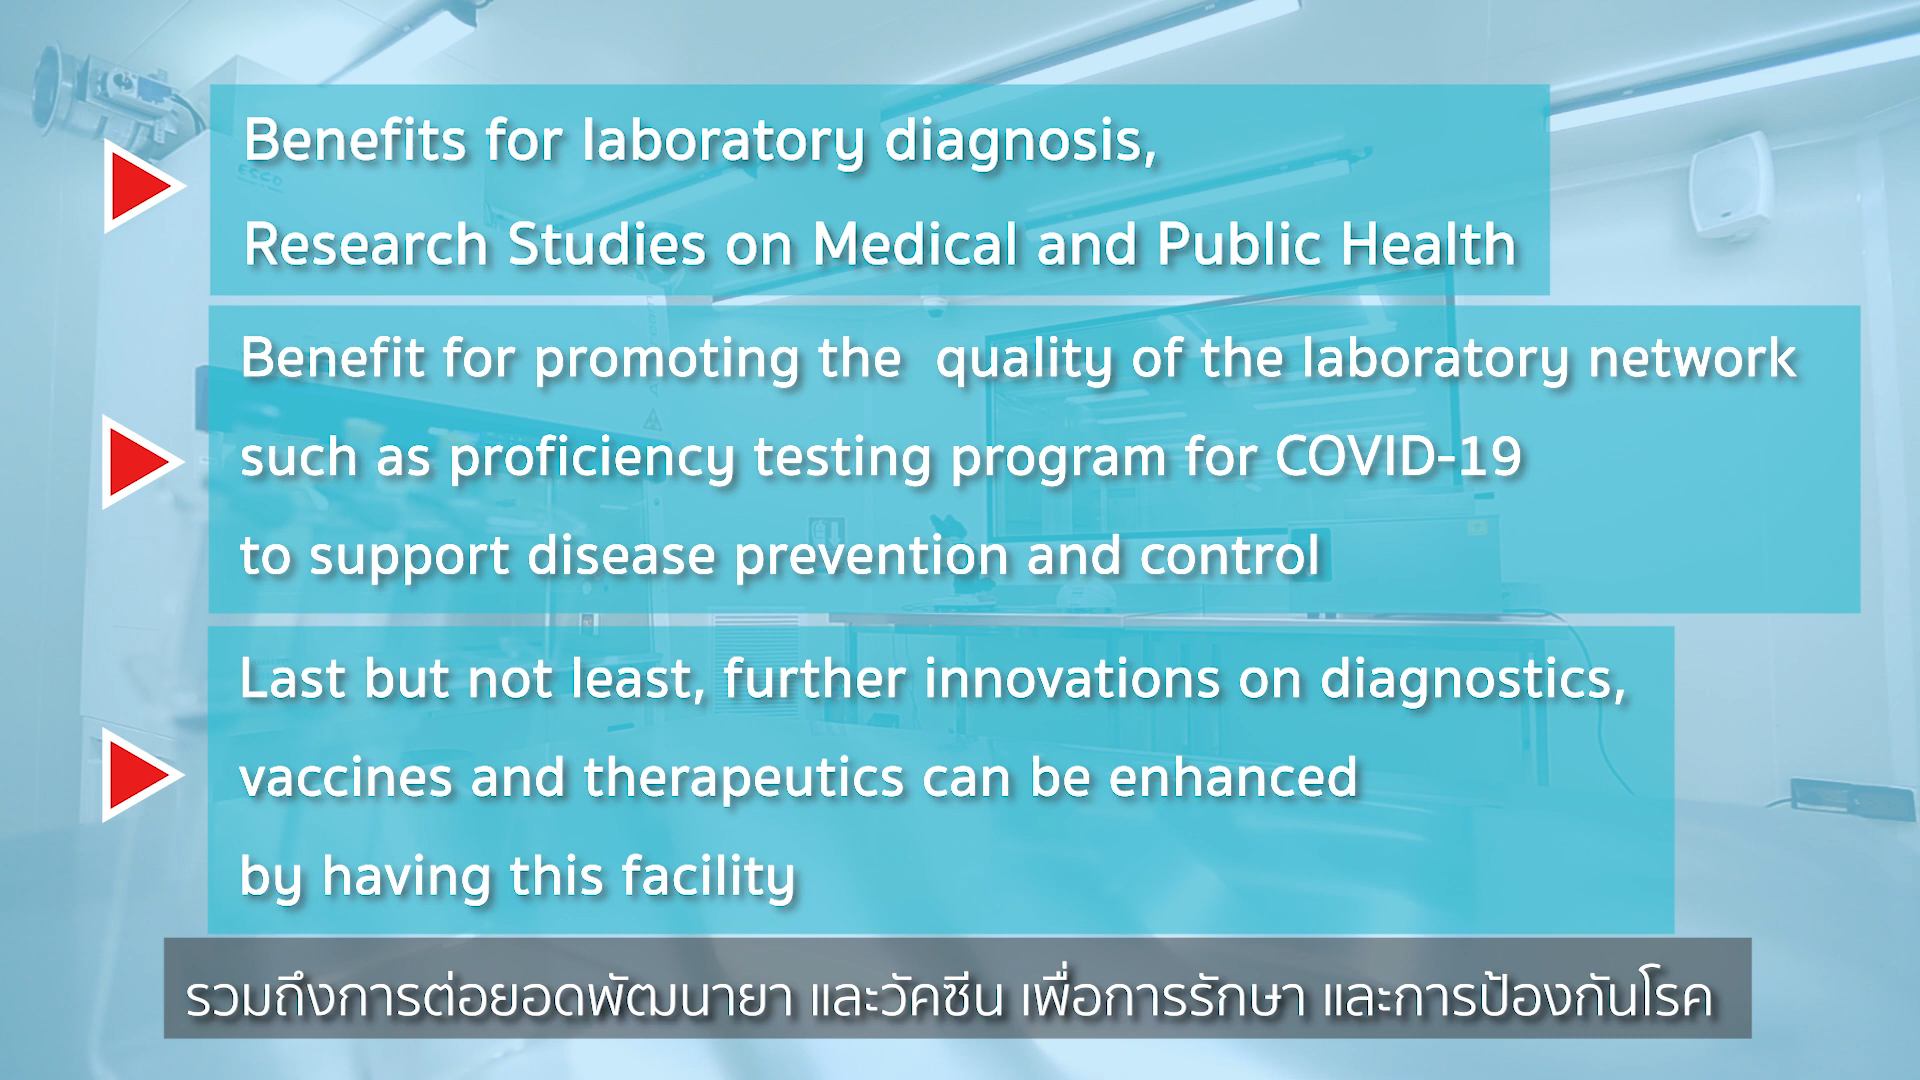 Benefits for laboratory diagnosis,
Research Studies on Medical and Public Health
Benefit for promoting the quality of the laboratory network
such as proficiency testing program for COVID-19
to support disease prevention and control
Last but not least, further innovations on diagnostics,
vaccines and therapeutics can be enhanced
by having this facility
รวมถึงการต่อยอดพัฒนายา และวัคซีน เพื่อการรักษา และการป้องกันโรค